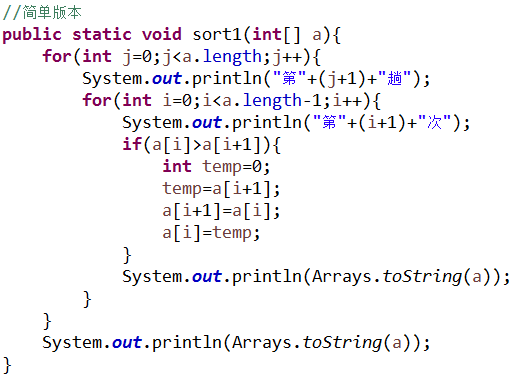 //简单版本
public static void sort1(int[] a){
    for(int j=0;j<a.length;j++){
        System.out.println("第"+(j+1)+"趟");
        for(int i=0;i<a.length-1;i++){
            System.out.println("第"+(i+1)+"次");
            if(a[i]>a[i+1]){
                int temp=0;
                temp=a[i+1];
                a[i+1]=a[i];
                a[i]=temp;
            }
            System.out.println(Arrays.toString(a));
        }
    }
    System.out.println(Arrays.toString(a));
}